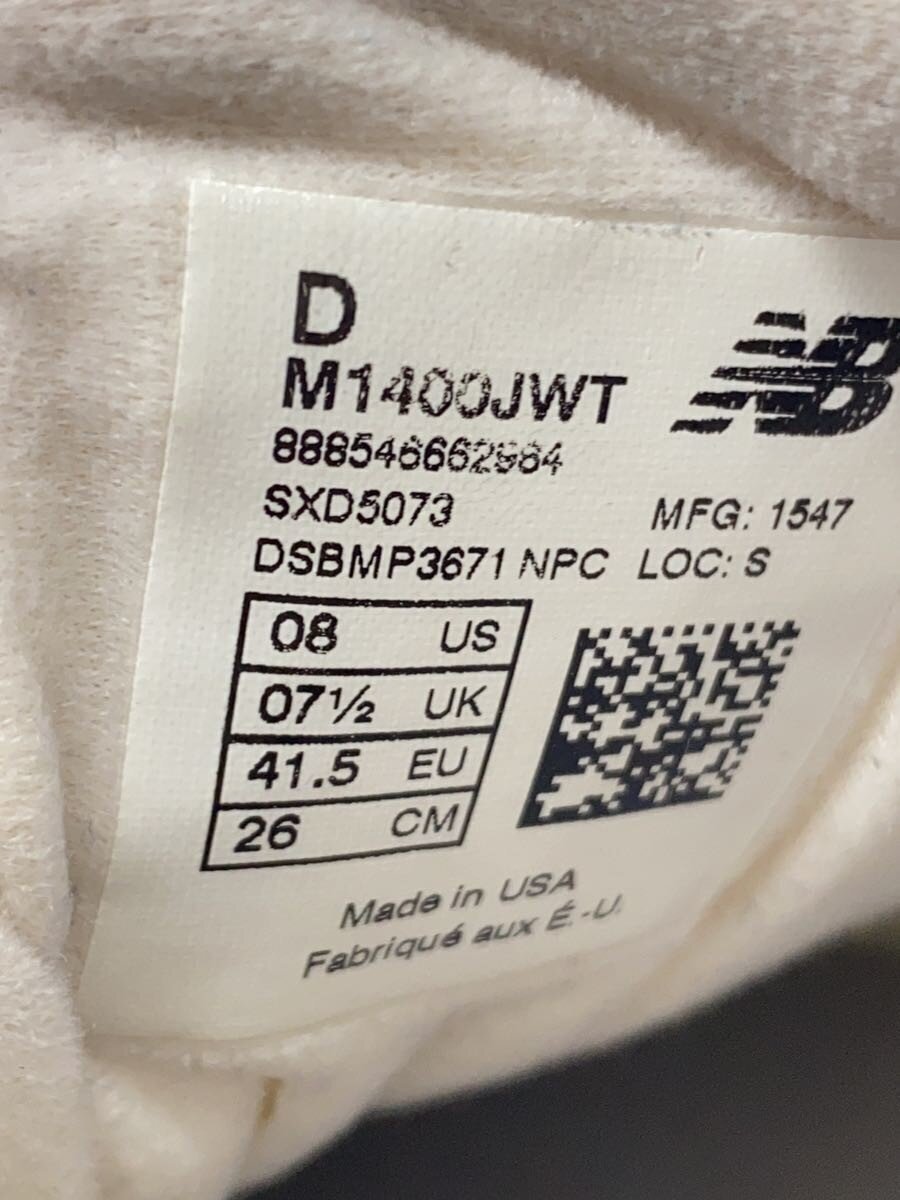 D
M1400JWT
NB
888546662984
SXD5073 MFG: 1547
DSBMP3671 NPC LOC: S
08 US
07½ UK
41.5 EU
26 CM
Made in USA
Fabriqué aux É.-U.